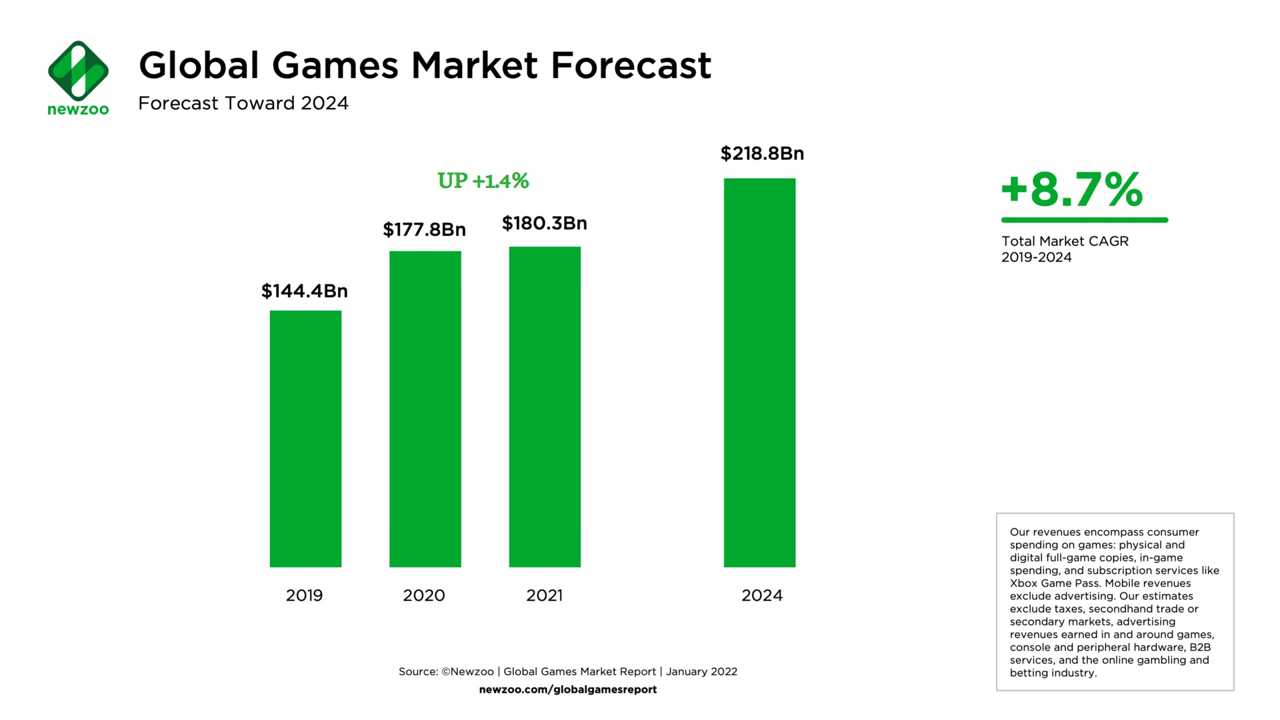 Global Games Market Forecast
newzoo
Forecast Toward 2024
$218.8Bn
UP +1.4%
+8.7%
$177.8Bn
$180.3Bn
Total Market CAGR
2019-2024
$144.4Bn
Our revenues encompass consumer
spending on games: physical and
digital full-game copies, in-game
spending, and subscription services like
Xbox Game Pass. Mobile revenues
exclude advertising. Our estimates
exclude taxes, secondhand trade or
secondary markets, advertising
revenues earned in and around games,
console and peripheral hardware, B2B
services, and the online gambling and
betting industry.
2019
2020
2021
2024
Source: ©Newzoo | Global Games Market Report | January 2022
newzoo.com/globalgamesreport